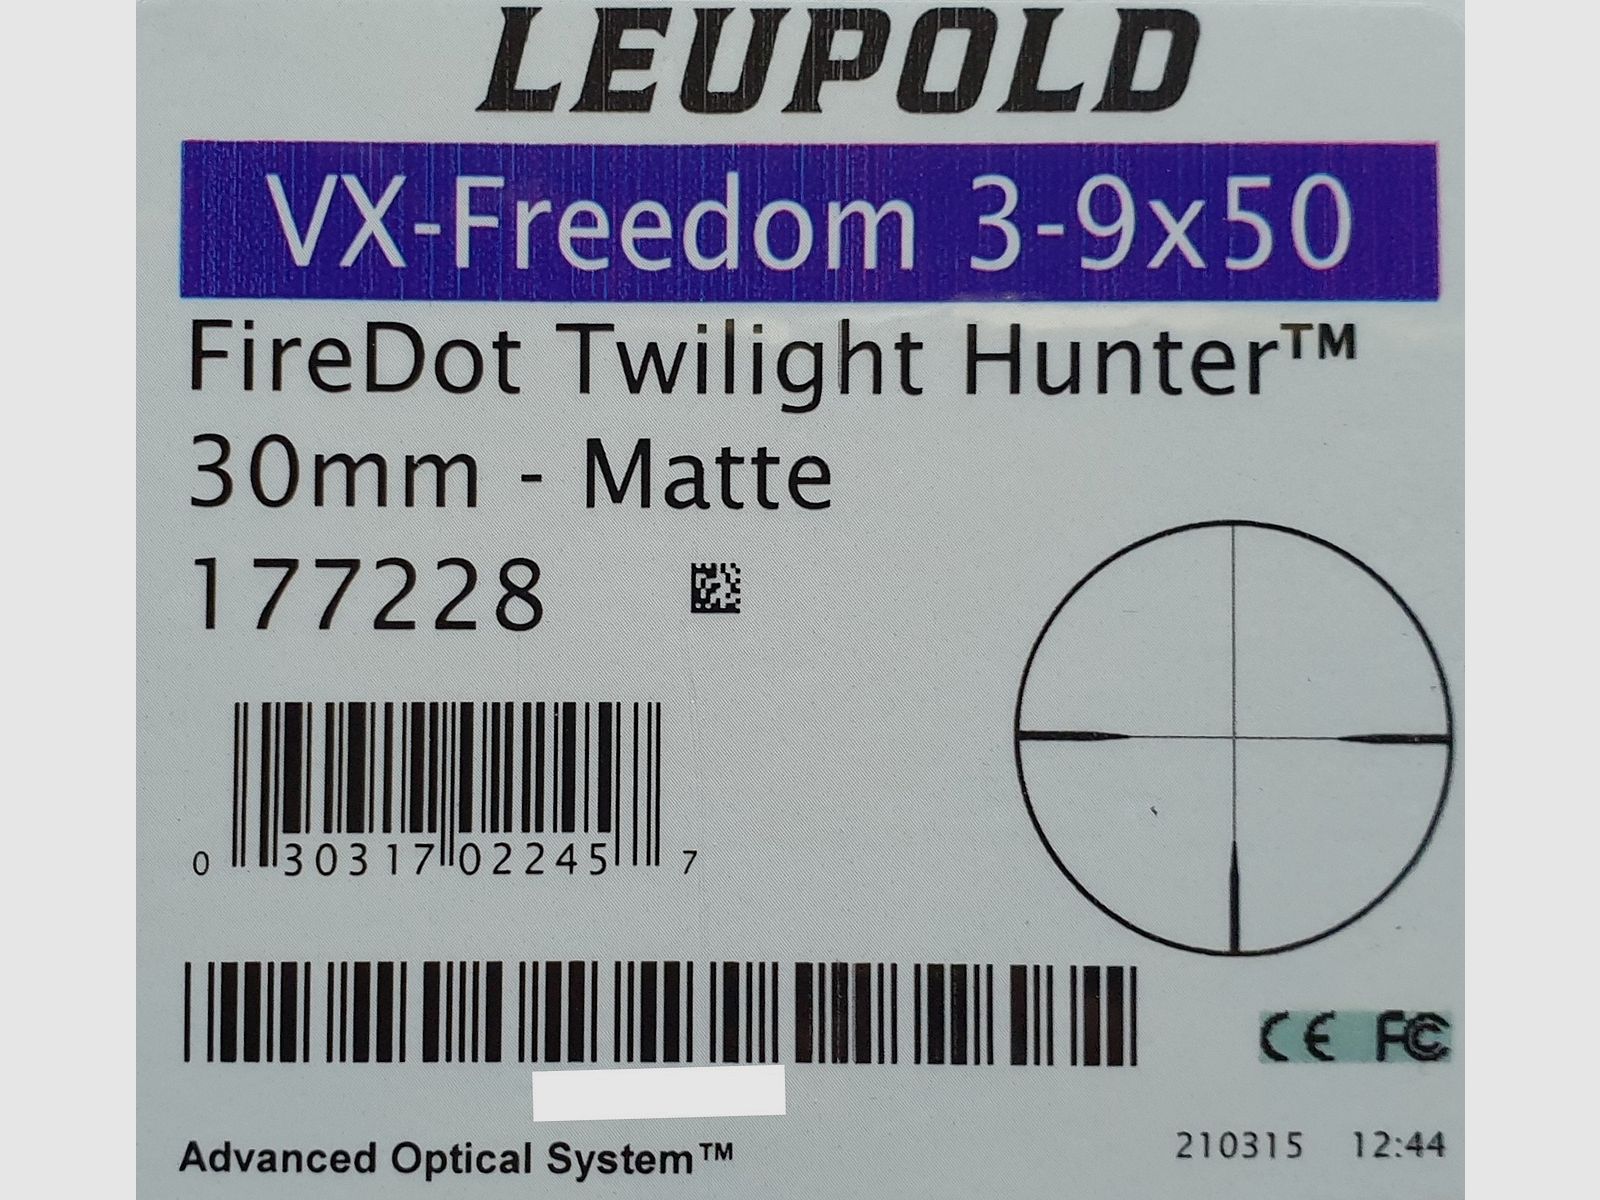 LEUPOLD
VX-Freedom 3-9x50
FireDot Twilight Hunter™
30mm - Matte
177228
0 30317 02245 7
CE FC
Advanced Optical System™
210315 12:44